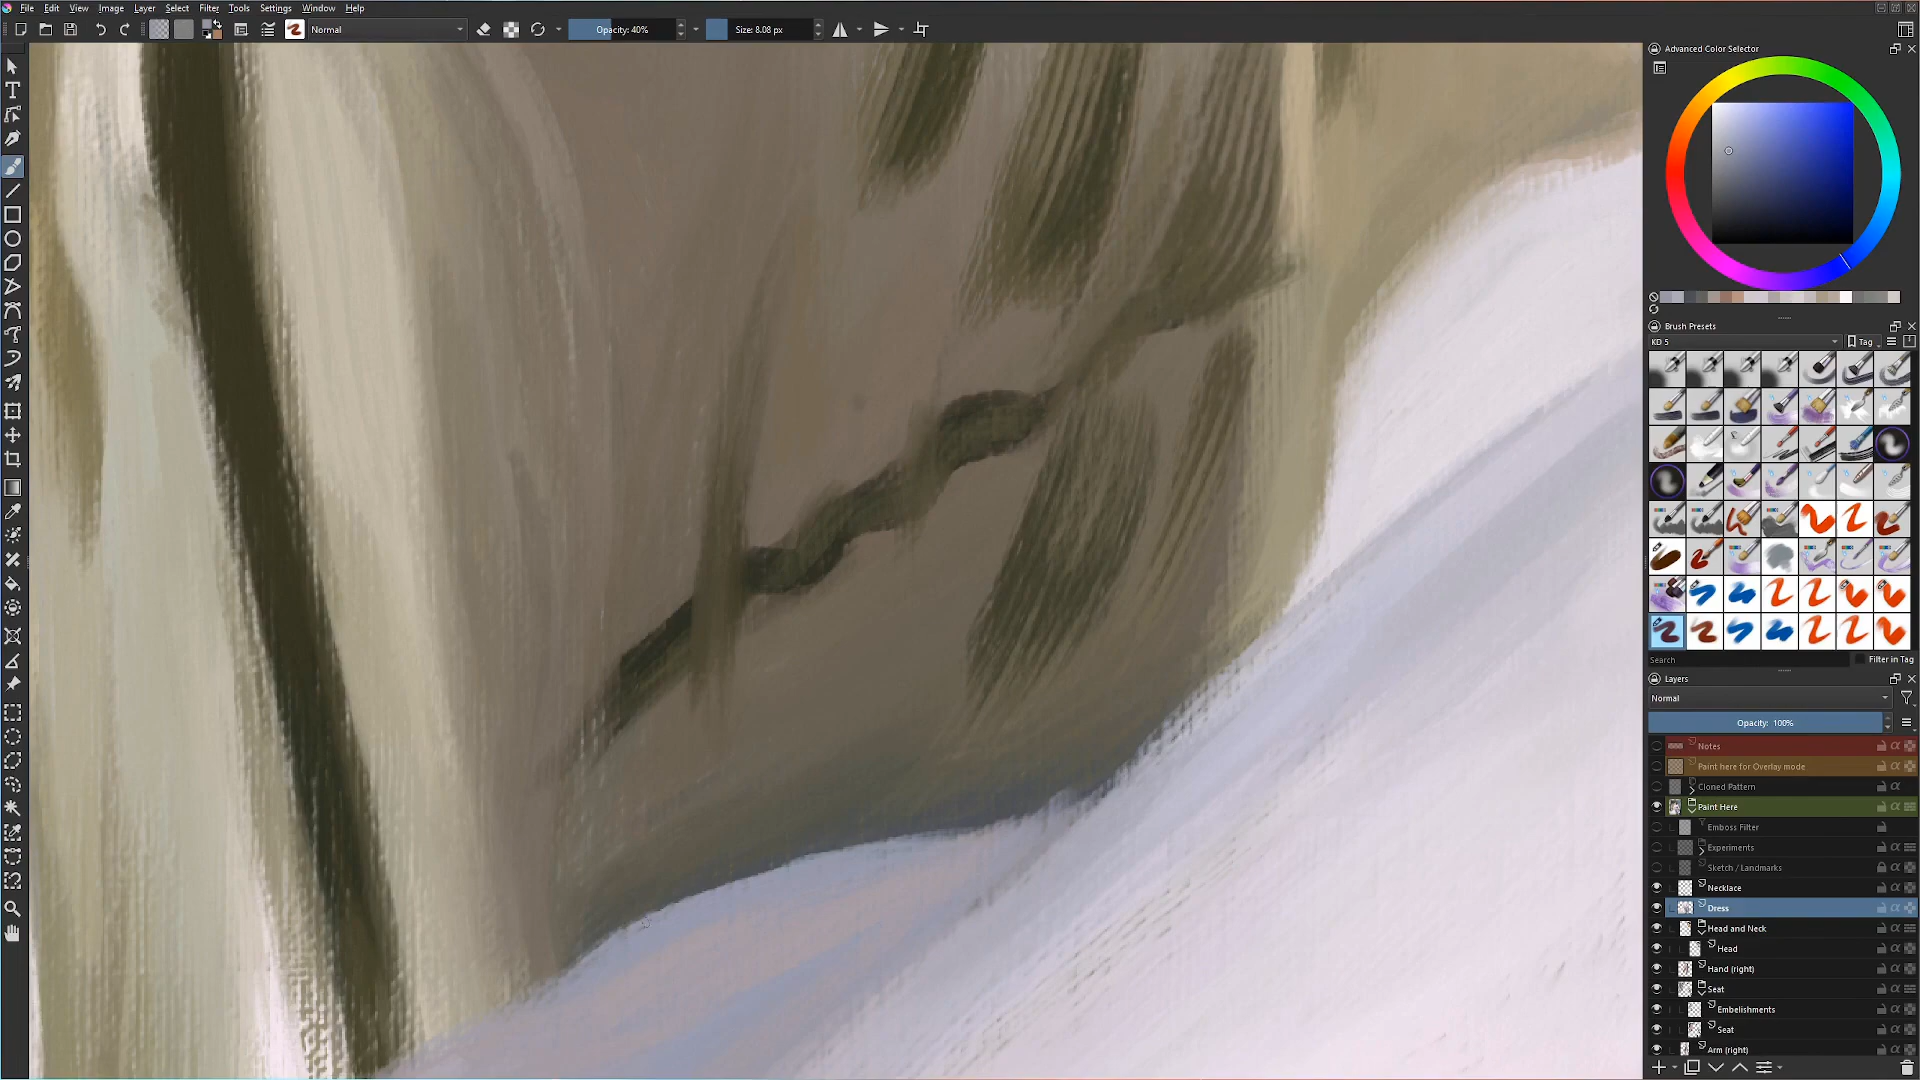 File Edit View Image Layer Select Filter Tools Settings Window Help
Normal
Opacity: 40%
Size: 8.08 px
Advanced Color Selector
Brush Presets
KD 5
Tag
Search
Filter in Tag
Layers
Normal
Opacity: 100%
Notes
Paint here for Overlay mode
Cloned Pattern
Paint Here
Emboss Filter
Experiments
Sketch / Landmarks
Necklace
Dress
Head and Neck
Head
Hand (right)
Seat
Embelishments
Seat
Arm (right)